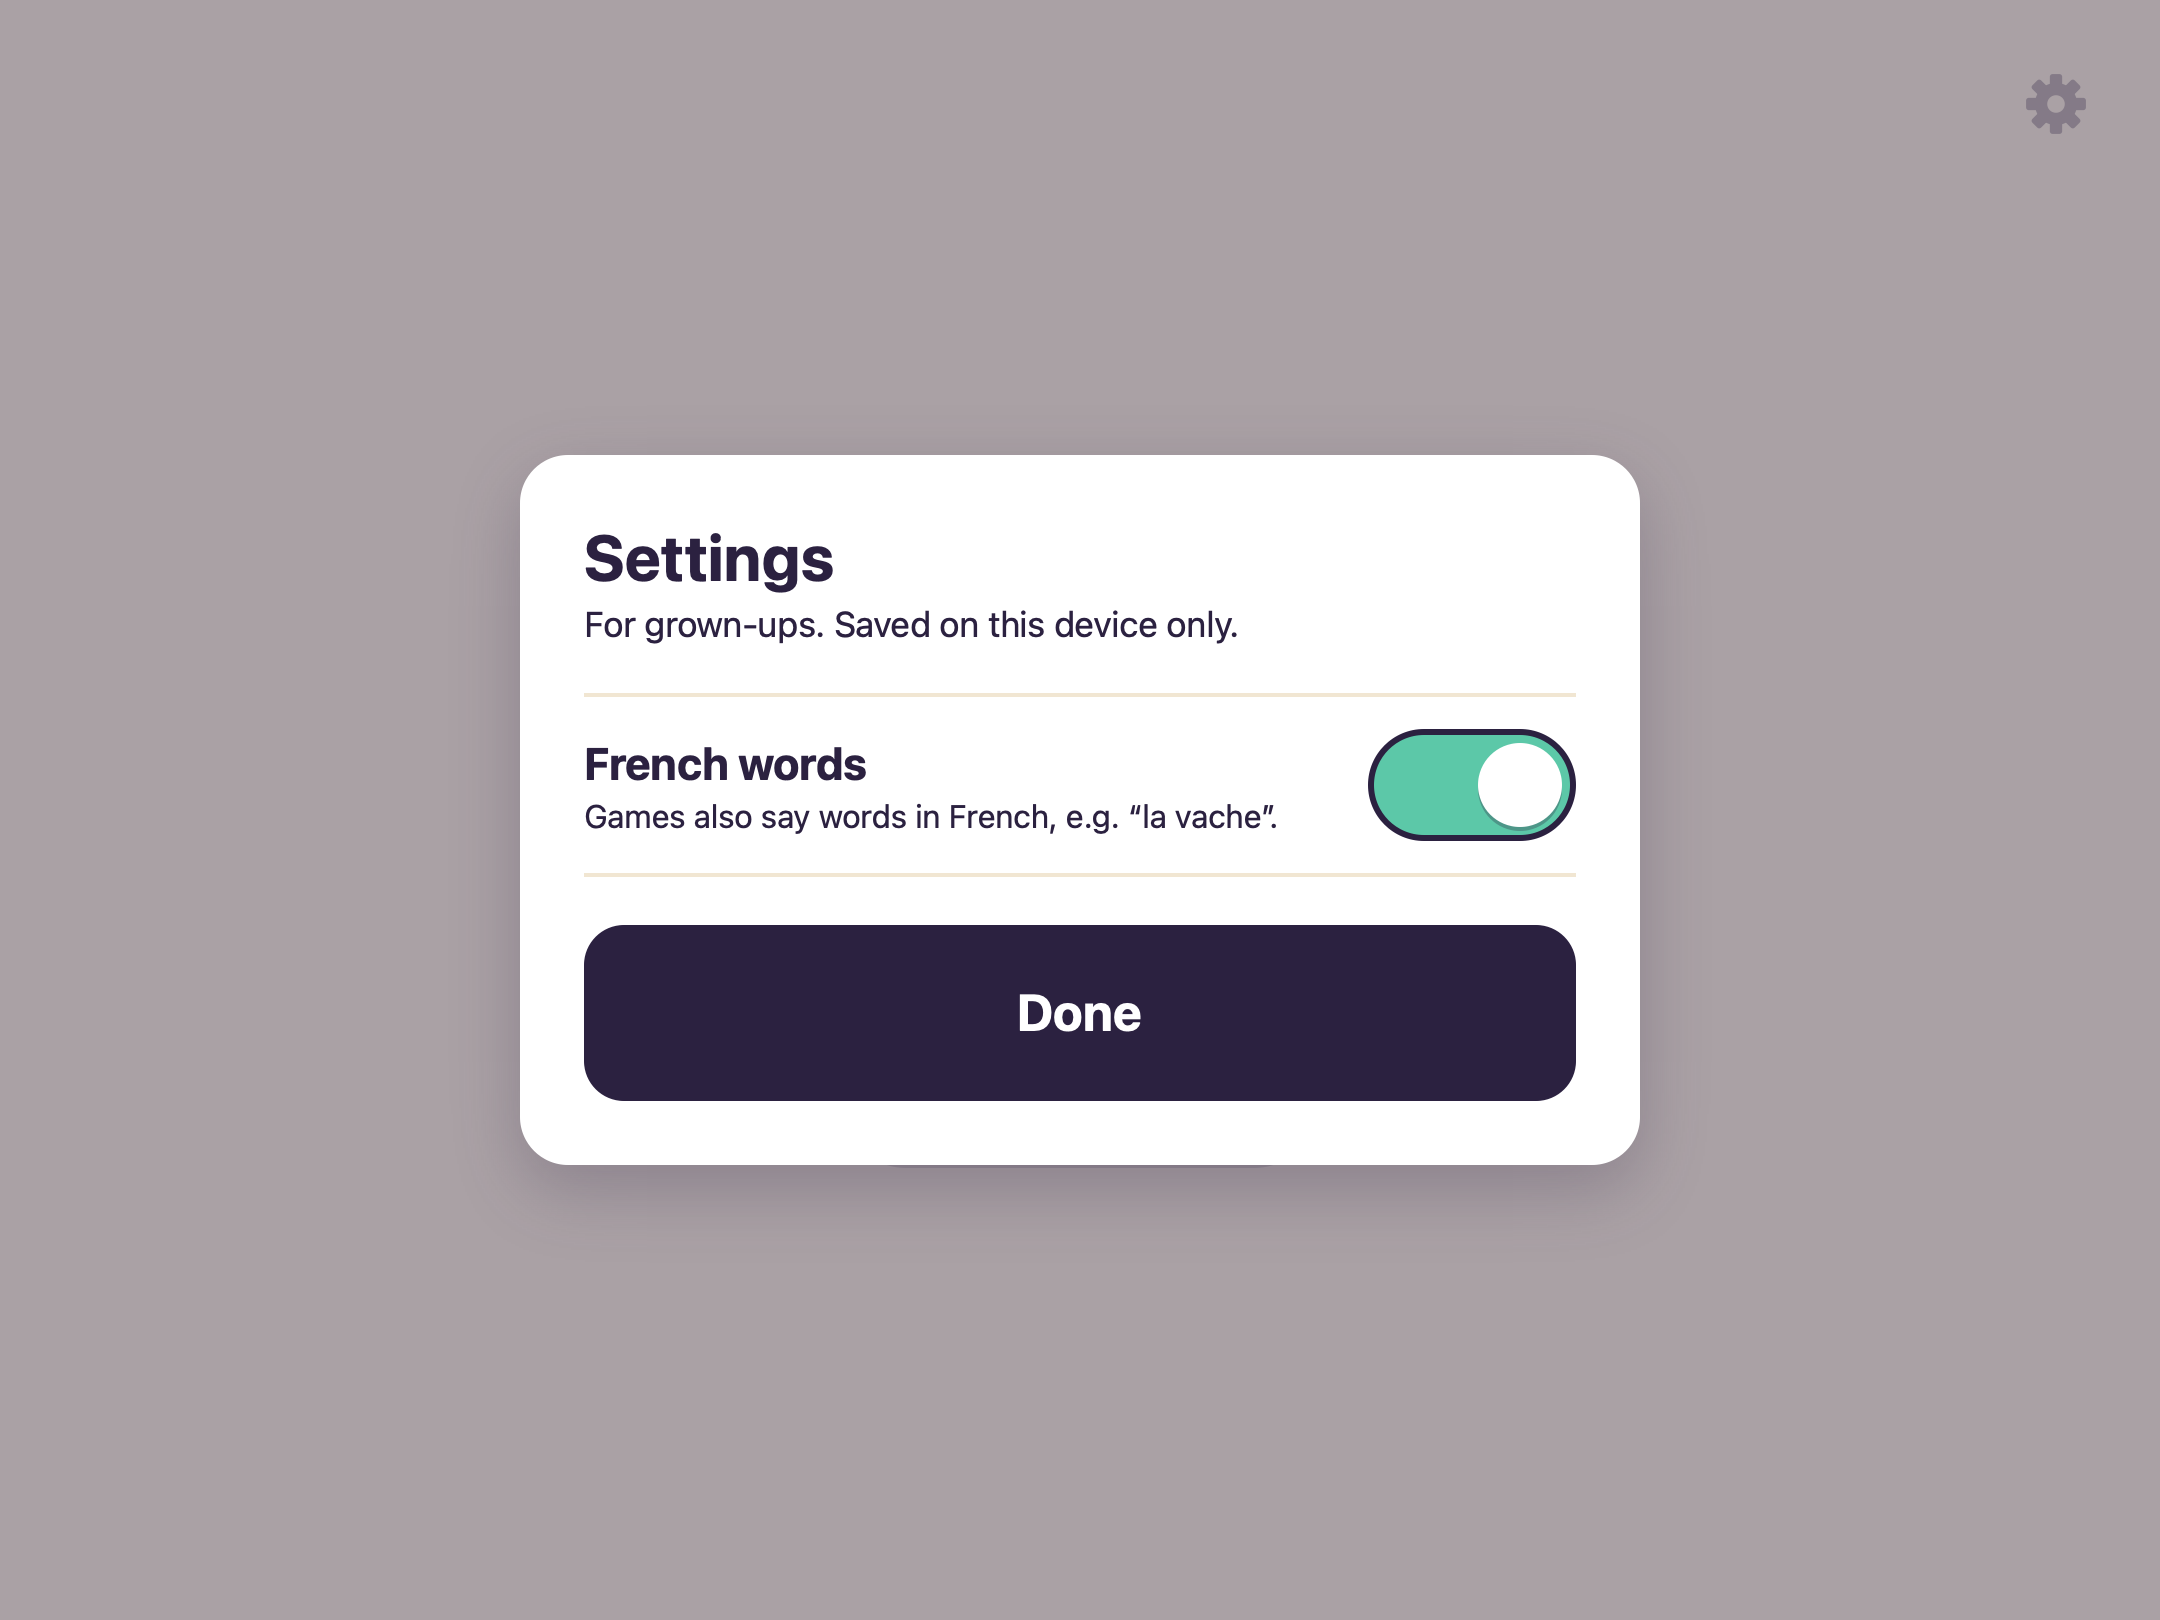 Settings
For grown-ups. Saved on this device only.
French words
Games also say words in French, e.g. “la vache”.
Done